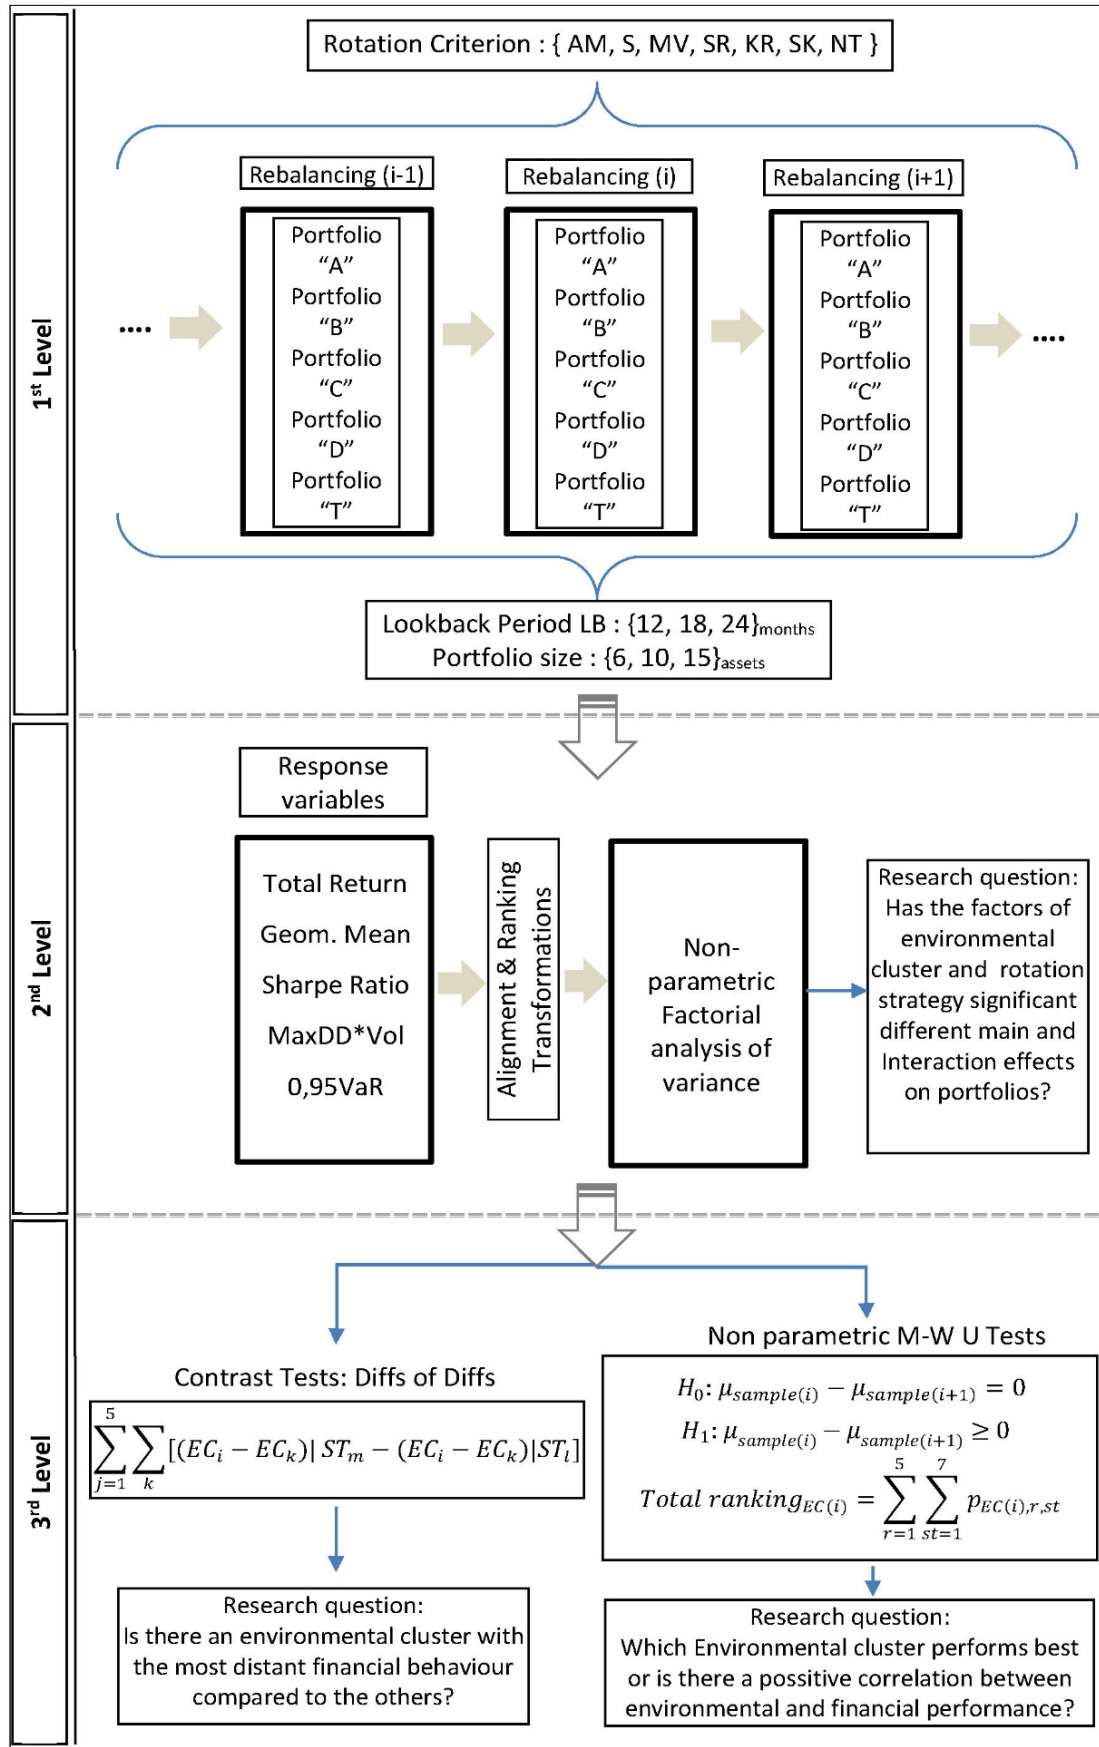 Rotation Criterion : { AM, S, MV, SR, KR, SK, NT }
1st Level
Rebalancing (i-1)
Rebalancing (i)
Rebalancing (i+1)
Portfolio
“A”
Portfolio
“B”
Portfolio
“C”
Portfolio
“D”
Portfolio
“T”
Portfolio
“A”
Portfolio
“B”
Portfolio
“C”
Portfolio
“D”
Portfolio
“T”
Portfolio
“A”
Portfolio
“B”
Portfolio
“C”
Portfolio
“D”
Portfolio
“T”
....
....
Lookback Period LB : {12, 18, 24}months
Portfolio size : {6, 10, 15}assets
2nd Level
Response
variables
Total Return
Geom. Mean
Sharpe Ratio
MaxDD*Vol
0,95VaR
Alignment & Ranking
Transformations
Non-
parametric
Factorial
analysis of
variance
Research question:
Has the factors of
environmental
cluster and rotation
strategy significant
different main and
Interaction effects
on portfolios?
3rd Level
Contrast Tests: Diffs of Diffs
∑_{j=1}^{5} ∑_{k} [(EC_i − EC_k)| ST_m − (EC_i − EC_k)|ST_l]
Research question:
Is there an environmental cluster with
the most distant financial behaviour
compared to the others?
Non parametric M-W U Tests
H_0: μ_sample(i) − μ_sample(i+1) = 0
H_1: μ_sample(i) − μ_sample(i+1) ≥ 0
Total ranking_EC(i) = ∑_{r=1}^{5} ∑_{st=1}^{7} p_EC(i),r,st
Research question:
Which Environmental cluster performs best
or is there a possitive correlation between
environmental and financial performance?